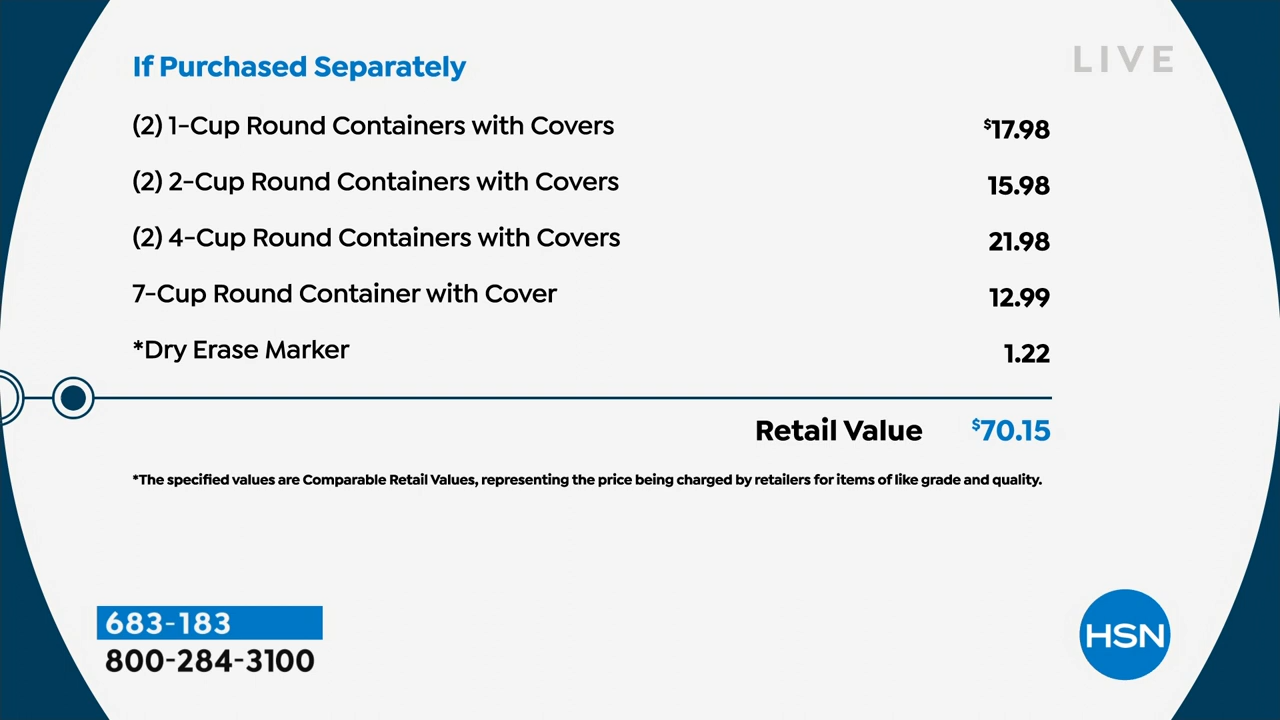 If Purchased Separately
LIVE
(2) 1-Cup Round Containers with Covers $17.98
(2) 2-Cup Round Containers with Covers 15.98
(2) 4-Cup Round Containers with Covers 21.98
7-Cup Round Container with Cover 12.99
*Dry Erase Marker 1.22
Retail Value $70.15
*The specified values are Comparable Retail Values, representing the price being charged by retailers for items of like grade and quality.
683-183
800-284-3100
HSN